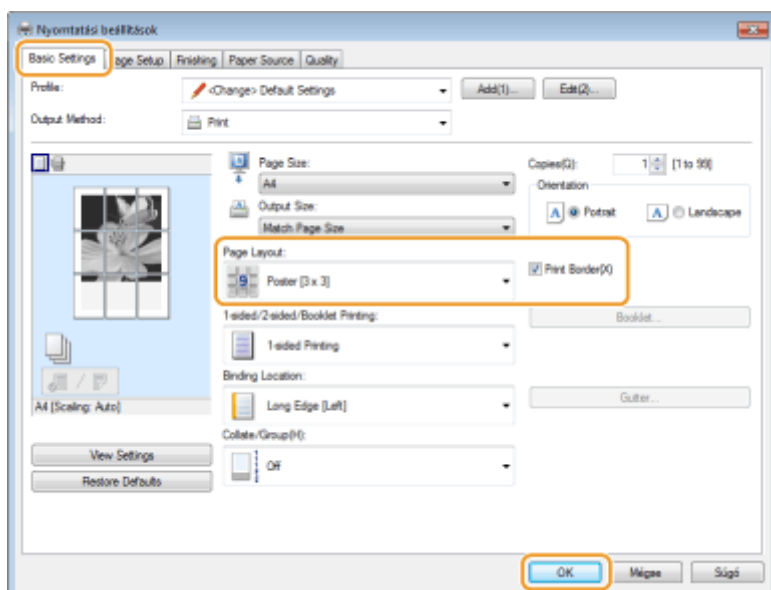 Nyomtatási beállítások
Basic Settings Page Setup Finishing Paper Source Quality
Profile: <Change> Default Settings Add(1)... Edit(2)...
Output Method: Print
Page Size: Copies(Q): 1 [1 to 99]
A4 Orientation
Output Size: A Portrait A Landscape
Match Page Size
Page Layout:
9 Poster [3 x 3] Print Border(X)
1-sided/2-sided/Booklet Printing: Booklet...
1-sided Printing
Binding Location:
A4 [Scaling: Auto] Long Edge [Left] Gutter...
Collate/Group(H):
View Settings Off
Restore Defaults
OK Mégse Súgó